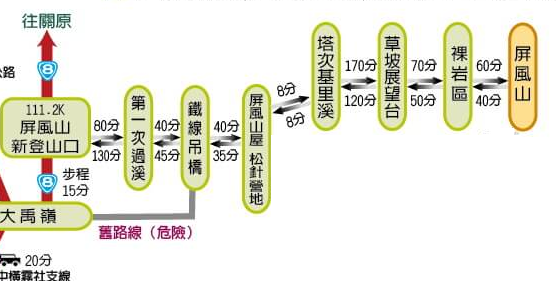 往關原
8
公路
111.2K
屏風山
新登山口
80分
130分
第一次過溪
40分
45分
鐵線吊橋
40分
35分
屏風山屋 松針營地
8分
8分
塔次基里溪
170分
120分
草坡展望台
70分
50分
裸岩區
60分
40分
屏風山
8
步程
15分
大禹嶺
舊路線（危險）
20分
中橫霧社支線